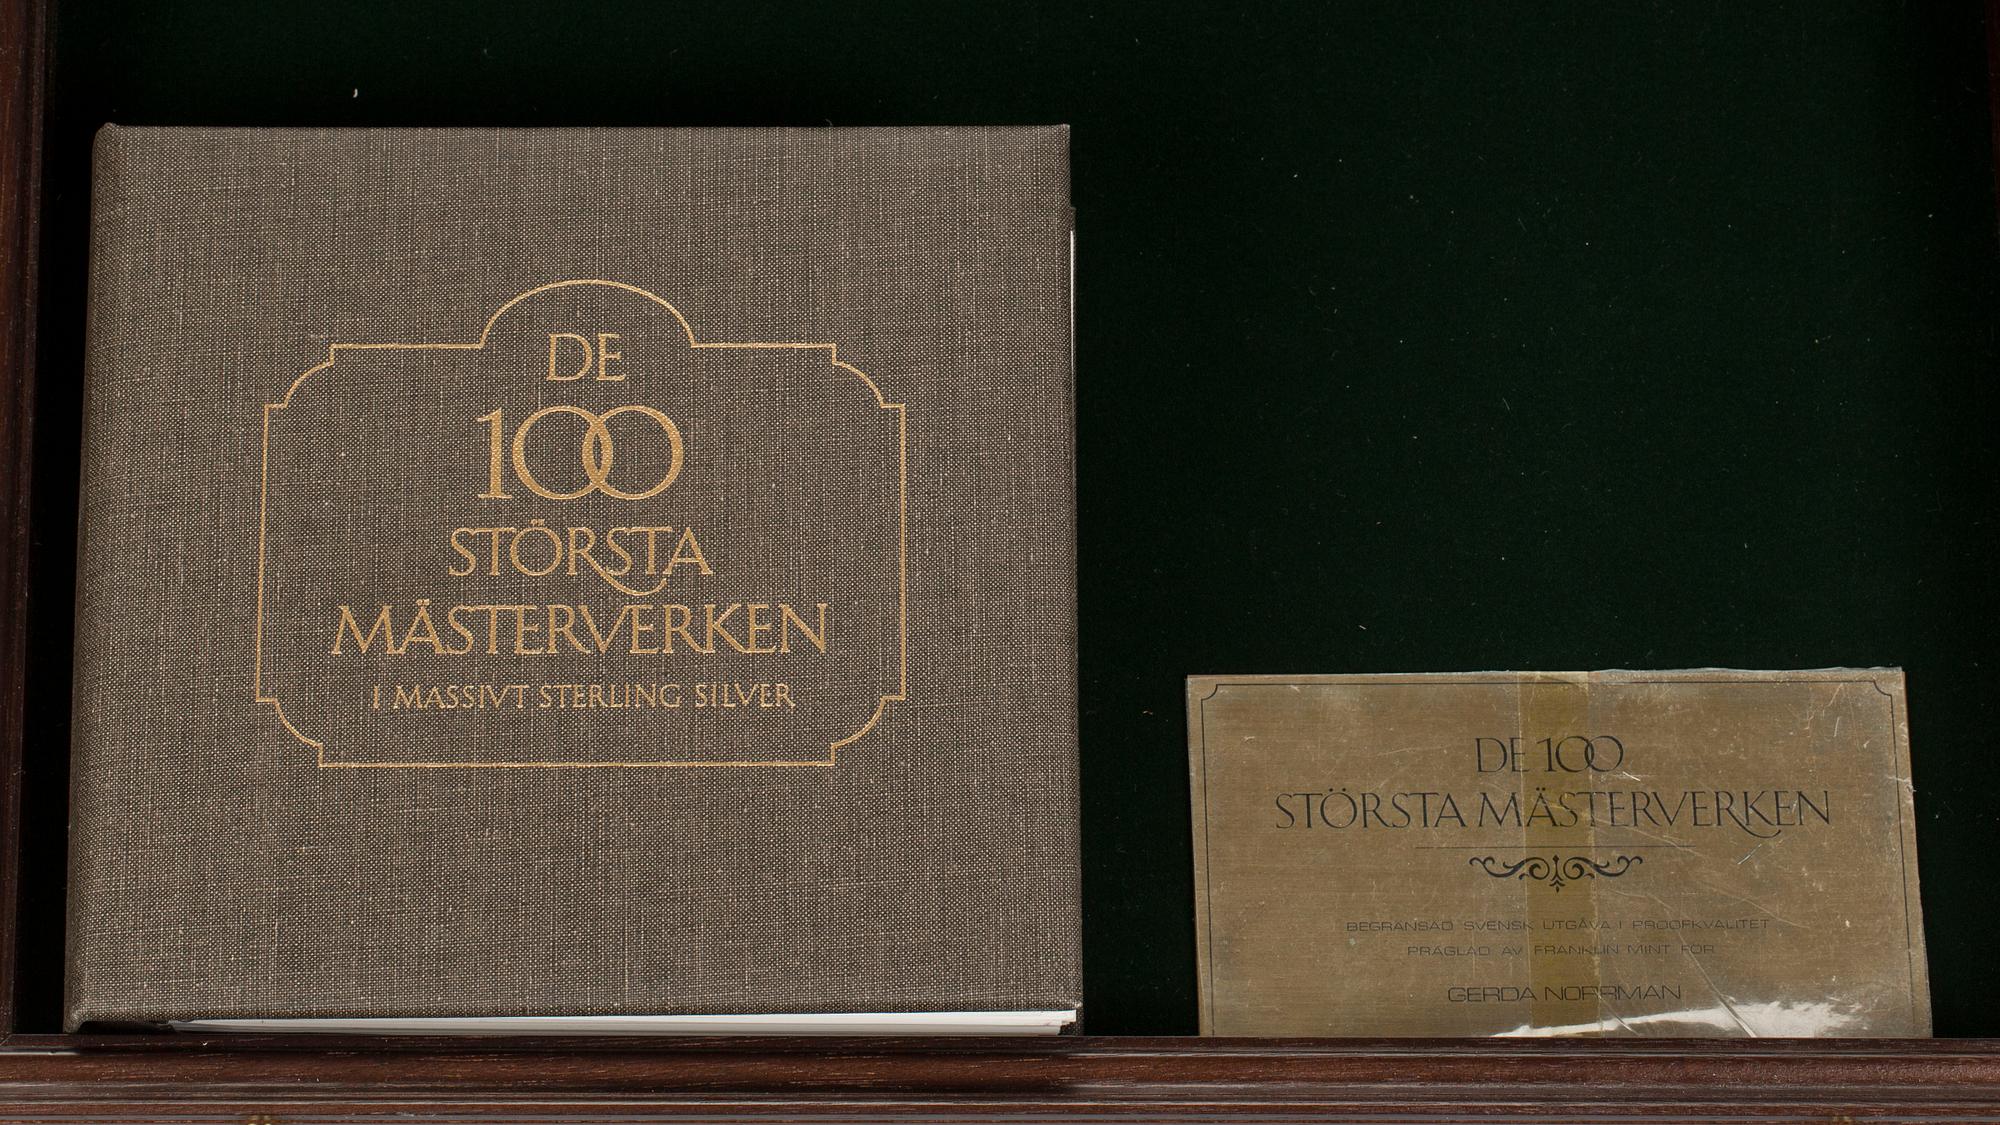 DE
100
STÖRSTA
MÄSTERVERKEN
I MASSIVT STERLING SILVER
DE 100
STÖRSTA MÄSTERVERKEN
BEGRÄNSAD SVENSK UTGÅVA I PROOFKVALITET
PRÄGLAD AV FRANKLIN MINT FÖR
GERDA NORRMAN